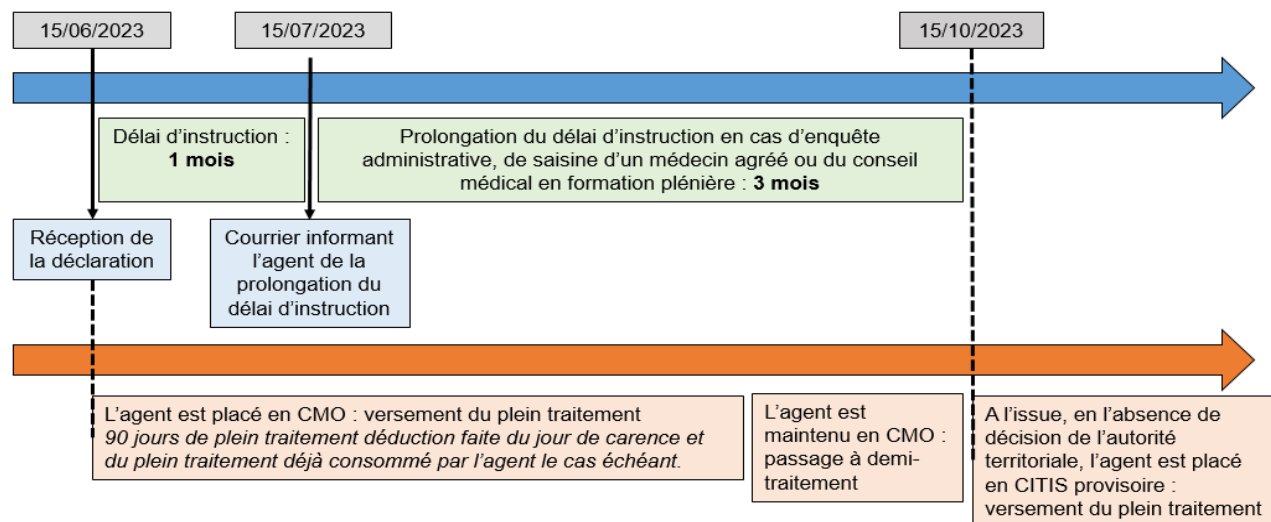 15/06/2023
15/07/2023
15/10/2023
Délai d’instruction :
1 mois
Prolongation du délai d’instruction en cas d’enquête
administrative, de saisine d’un médecin agréé ou du conseil
médical en formation plénière : 3 mois
Réception de
la déclaration
Courrier informant
l’agent de la
prolongation du
délai d’instruction
L’agent est placé en CMO : versement du plein traitement
90 jours de plein traitement déduction faite du jour de carence et
du plein traitement déjà consommé par l’agent le cas échéant.
L’agent est
maintenu en CMO :
passage à demi-
traitement
A l’issue, en l’absence de
décision de l’autorité
territoriale, l’agent est placé
en CITIS provisoire :
versement du plein traitement